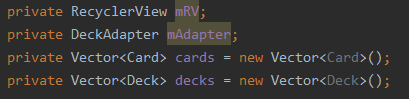 private RecyclerView mRV;
private DeckAdapter mAdapter;
private Vector<Card> cards = new Vector<Card>();
private Vector<Deck> decks = new Vector<Deck>();